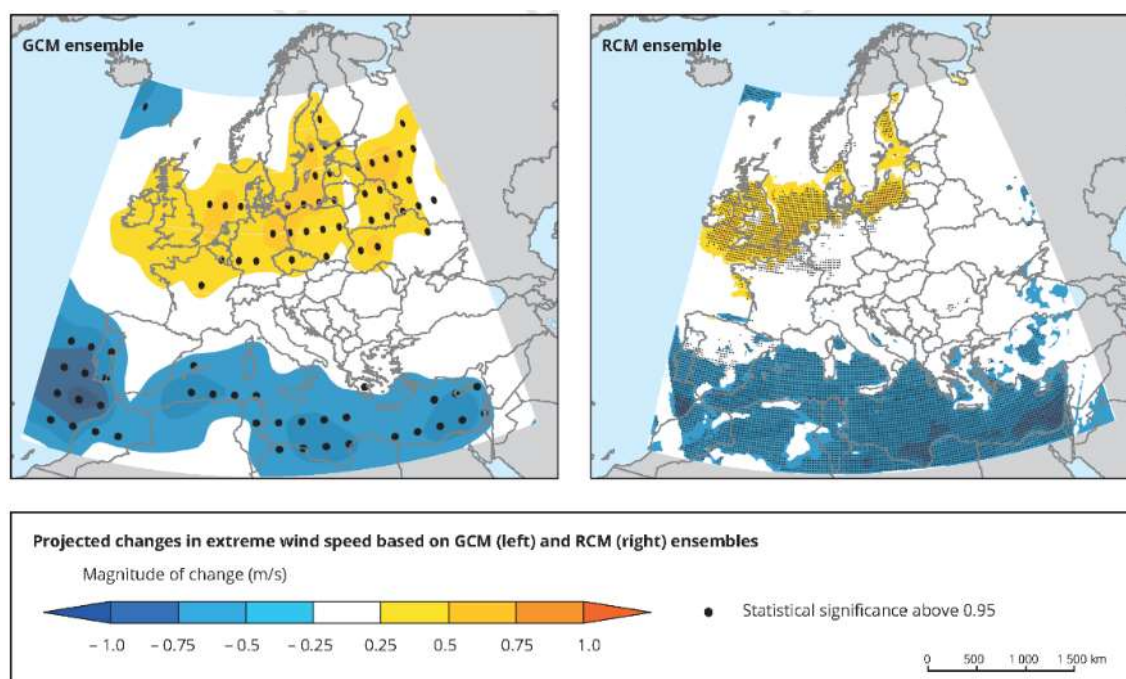 GCM ensemble
RCM ensemble
Projected changes in extreme wind speed based on GCM (left) and RCM (right) ensembles
Magnitude of change (m/s)
– 1.0 – 0.75 – 0.5 – 0.25 0.25 0.5 0.75 1.0
Statistical significance above 0.95
0 500 1 000 1 500 km